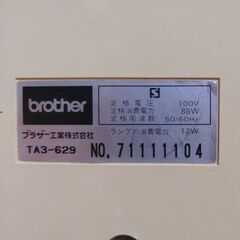 brother
ブラザー工業株式会社
TA3-629
S
定格電圧 100V
定格消費電力 85W
定格周波数 50/60Hz
ランプの消費電力 12W
NO. 71111104